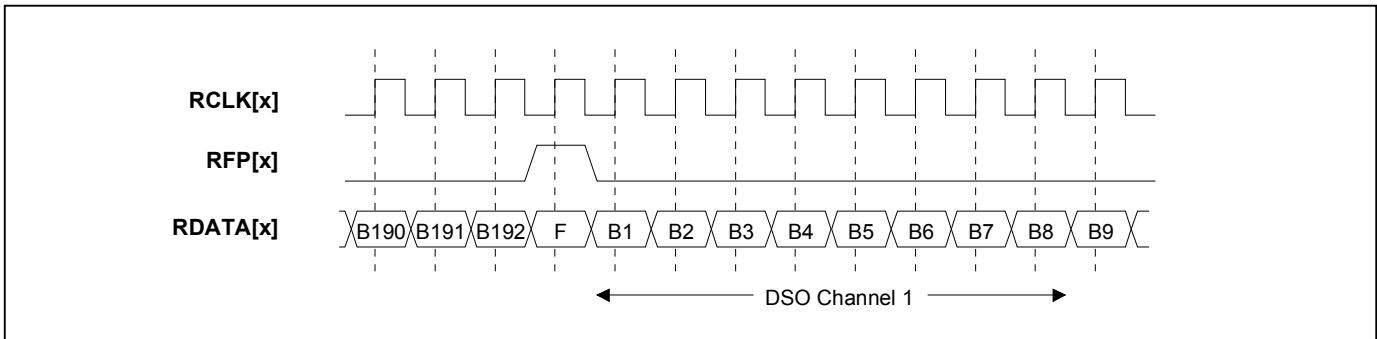 RCLK[x]
RFP[x]
RDATA[x]
B190 B191 B192 F B1 B2 B3 B4 B5 B6 B7 B8 B9
DSO Channel 1